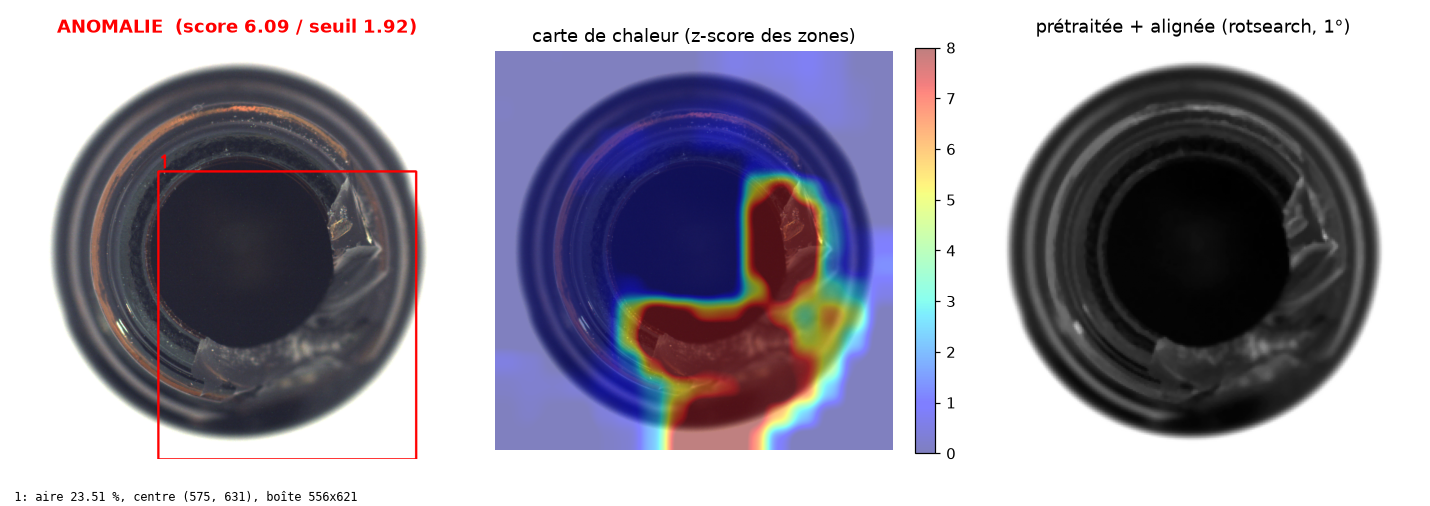 ANOMALIE  (score 6.09 / seuil 1.92)
carte de chaleur (z-score des zones)
prétraitée + alignée (rotsearch, 1°)
1
8
7
6
5
4
3
2
1
0
1: aire 23.51 %, centre (575, 631), boîte 556x621